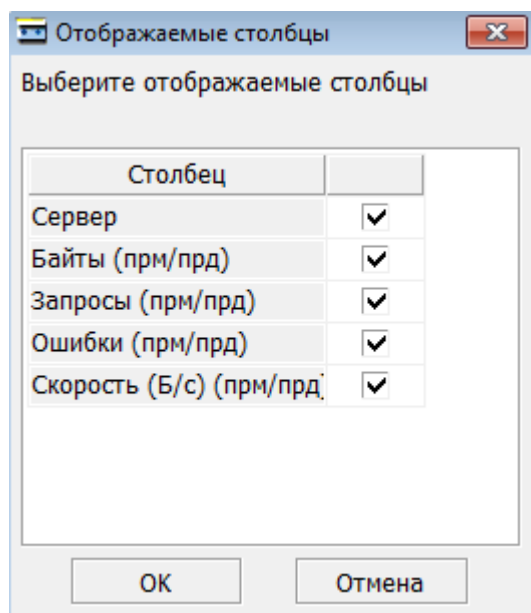 Отображаемые столбцы
Выберите отображаемые столбцы
Столбец
Сервер
Байты (прм/прд)
Запросы (прм/прд)
Ошибки (прм/прд)
Скорость (Б/с) (прм/прд)
OK
Отмена